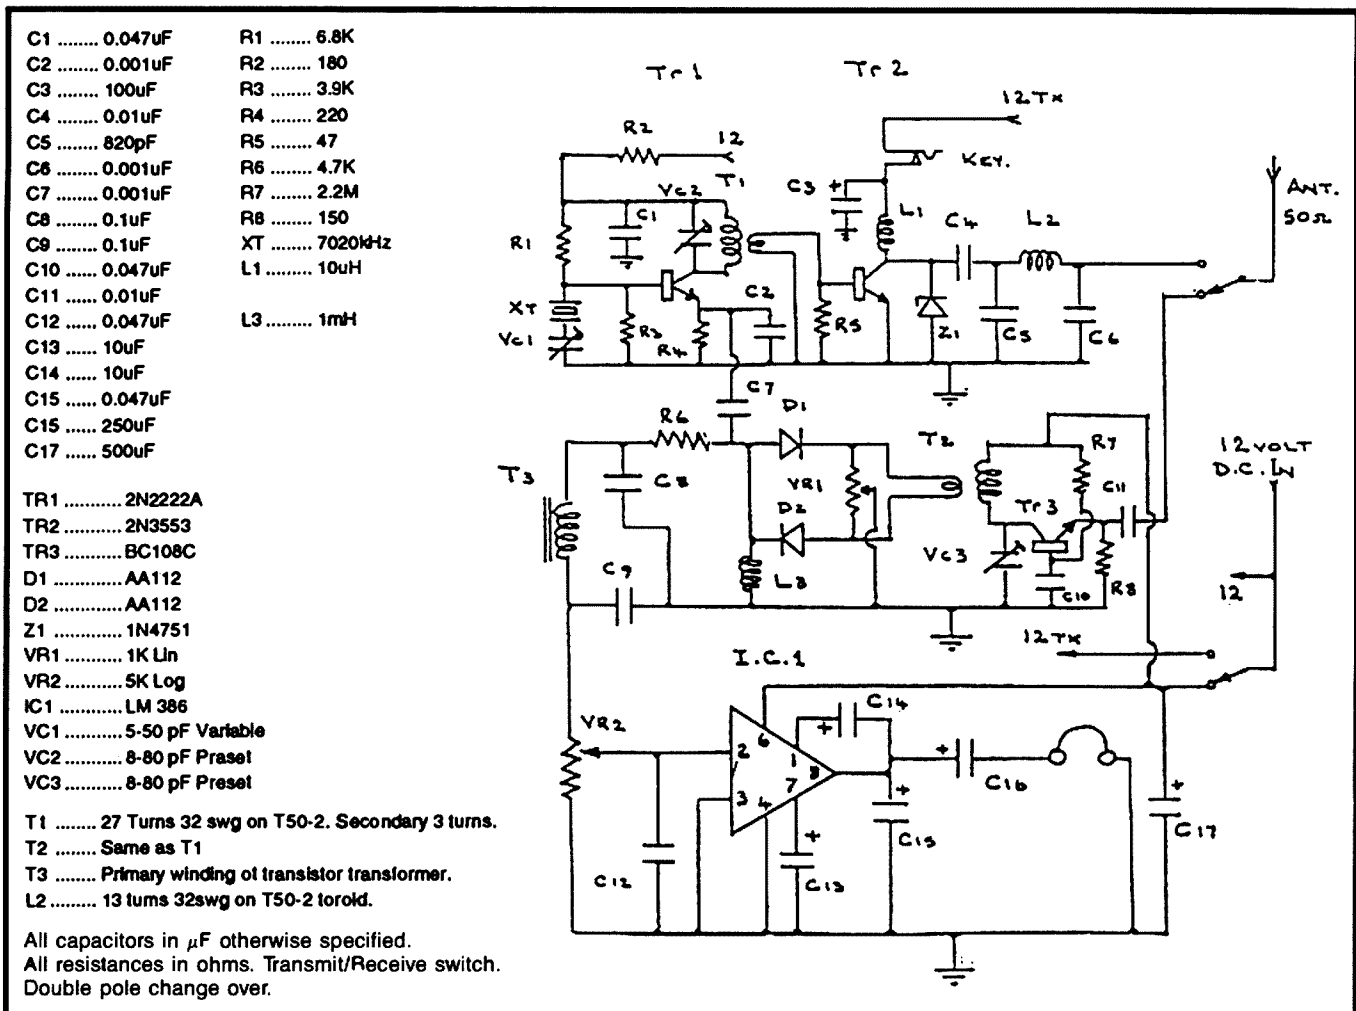 C1 ........ 0.047uF
C2 ........ 0.001uF
C3 ........ 100uF
C4 ........ 0.01uF
C5 ........ 820pF
C6 ........ 0.001uF
C7 ........ 0.001uF
C8 ........ 0.1uF
C9 ........ 0.1uF
C10 ...... 0.047uF
C11 ...... 0.01uF
C12 ...... 0.047uF
C13 ...... 10uF
C14 ...... 10uF
C15 ...... 0.047uF
C15 ...... 250uF
C17 ...... 500uF
R1 ........ 6.8K
R2 ........ 180
R3 ........ 3.9K
R4 ........ 220
R5 ........ 47
R6 ........ 4.7K
R7 ........ 2.2M
R8 ........ 150
XT ........ 7020kHz
L1 ......... 10uH
L3 ......... 1mH
TR1 ........... 2N2222A
TR2 ........... 2N3553
TR3 ........... BC108C
D1 ............. AA112
D2 ............. AA112
Z1 ............. 1N4751
VR1 ........... 1K Lin
VR2 ........... 5K Log
IC1 ............ LM 386
VC1 ........... 5-50 pF Variable
VC2 ........... 8-80 pF Preset
VC3 ........... 8-80 pF Preset
T1 ........ 27 Turns 32 swg on T50-2. Secondary 3 turns.
T2 ........ Same as T1
T3 ........ Primary winding of transistor transformer.
L2 ......... 13 turns 32swg on T50-2 toroid.
All capacitors in µF otherwise specified.
All resistances in ohms. Transmit/Receive switch.
Double pole change over.
Tr1
Tr2
12TX
R2
12
KEY.
T1
Vc2
C3
+
ANT.
50Ω
C1
L1
C4
L2
R1
XT
C2
Vc1
R3
R4
R5
Z1
C5
C6
C7
D1
R6
T2
R7
12 VOLT
D.C. IN
T3
C8
VR1
C11
D2
Tr3
Vc3
C9
L3
C10
R8
12
12TX
I.C.1
C14
VR2
6
+
1
2
8
7
3
4
+
C16
+
+
C15
+
C17
C12
+
C13